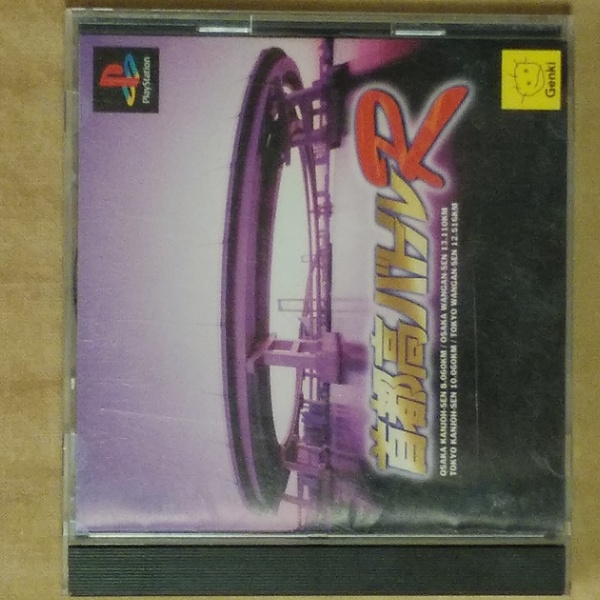 PlayStation
Genki
首都高バトルR
OSAKA KANJOH-SEN 8.060KM / OSAKA WANGAN-SEN 13.110KM
TOKYO KANJOH-SEN 10.060KM / TOKYO WANGAN-SEN 12.516KM